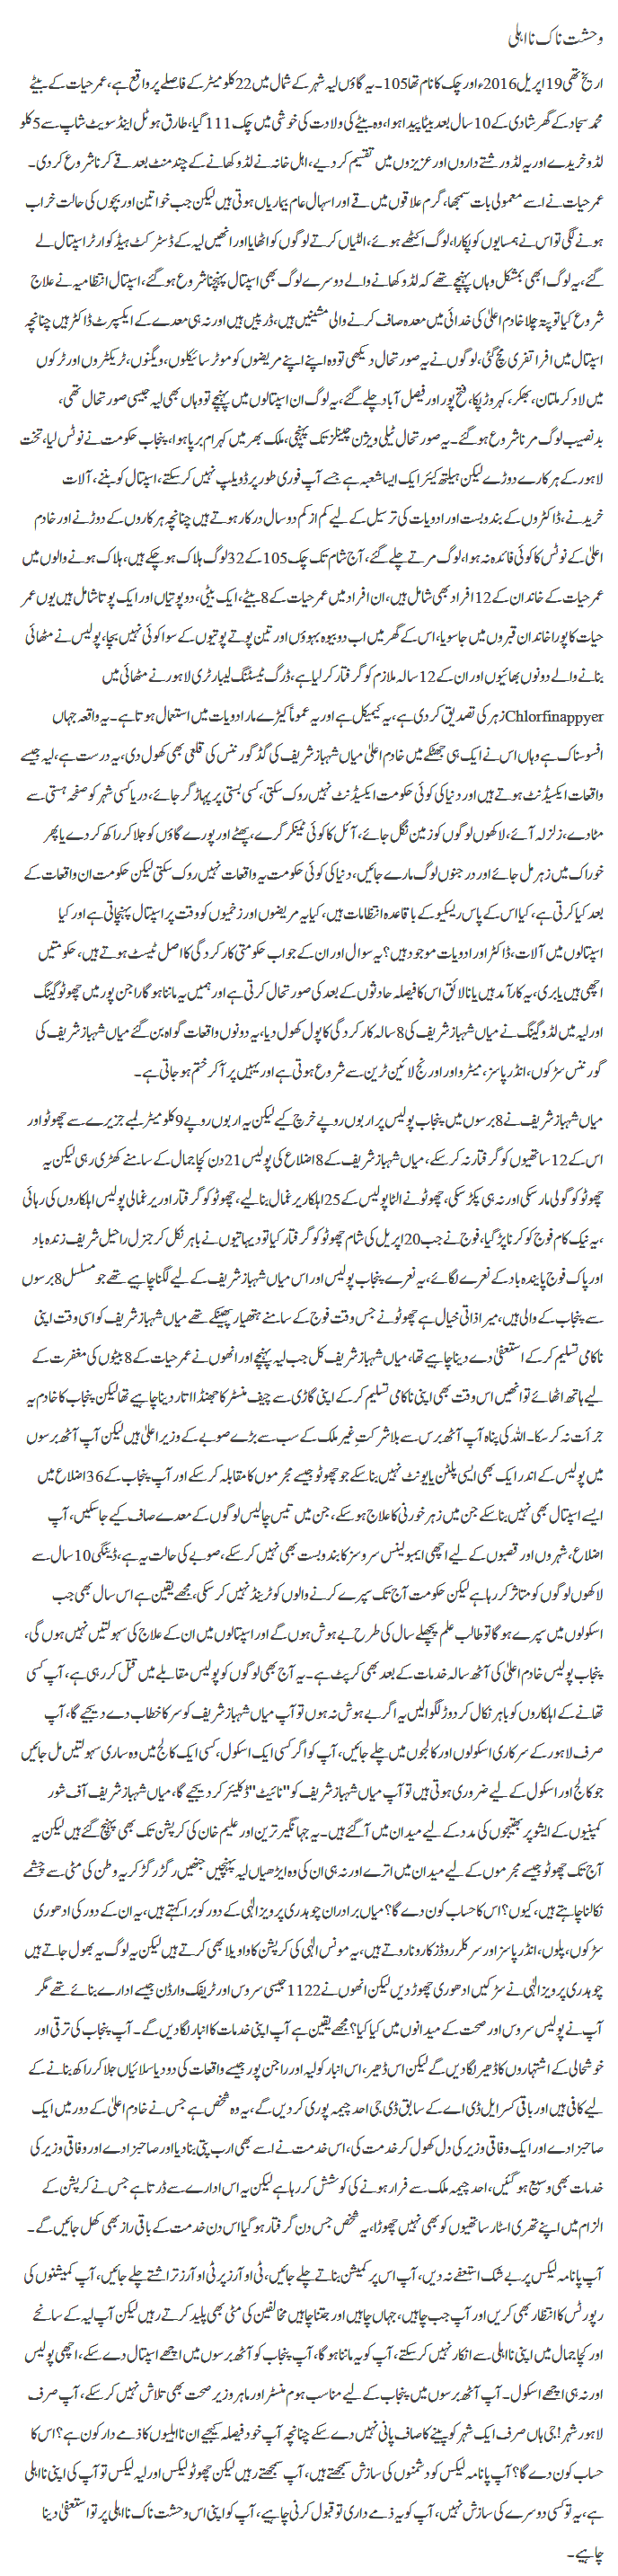 وحشت ناک نااہلی
اریخ تھی 19 اپریل 2016ء اور چک کا نام تھا 105۔ یہ گاؤں لیہ شہر کے شمال میں 22 کلو میٹر کے فاصلے پر واقع ہے، عمر حیات کے بیٹے
محمد سجاد کے گھر شادی کے 10 سال بعد بیٹا پیدا ہوا، وہ بیٹے کی ولادت کی خوشی میں چک 111 گیا، طارق ہوٹل اینڈ سویٹ شاپ سے 5 کلو
لڈو خریدے اور یہ لڈو رشتے داروں اور عزیزوں میں تقسیم کر دیے، اہل خانہ نے لڈو کھانے کے چند منٹ بعد قے کرنا شروع کر دی۔
عمر حیات نے اسے معمولی بات سمجھا، گرم علاقوں میں قے اور اسہال عام بیماریاں ہوتی ہیں لیکن جب خواتین اور بچوں کی حالت خراب
ہونے لگی تو اس نے ہمسایوں کو پکارا، لوگ اکٹھے ہوئے، الٹیاں کرتے لوگوں کو اٹھایا اور انھیں لیہ کے ڈسٹرکٹ ہیڈ کوارٹر اسپتال لے
گئے، یہ لوگ ابھی بمشکل وہاں پہنچے تھے کہ لڈو کھانے والے دوسرے لوگ بھی اسپتال پہنچنا شروع ہو گئے، اسپتال انتظامیہ نے علاج
شروع کیا تو پتہ چلا خادم اعلیٰ کی خدائی میں معدہ صاف کرنے والی مشینیں ہیں، ڈرپیں ہیں اور نہ ہی معدے کے ایکسپرٹ ڈاکٹر ہیں چنانچہ
اسپتال میں افراتفری مچ گئی، لوگوں نے یہ صورتحال دیکھی تو وہ اپنے اپنے مریضوں کو موٹر سائیکلوں، ویگنوں، ٹریکٹروں اور ٹرکوں
میں لاد کر ملتان، بھکر، کہروڑ پکا، فتح پور اور فیصل آباد چلے گئے، یہ لوگ ان اسپتالوں میں پہنچے تو وہاں بھی لیہ جیسی صورتحال تھی،
بدنصیب لوگ مرنا شروع ہو گئے۔ یہ صورتحال ٹیلی ویژن چینلز تک پہنچی، ملک بھر میں کہرام برپا ہوا، پنجاب حکومت نے نوٹس لیا، تخت
لاہور کے ہرکارے دوڑے لیکن ہیلتھ کیئر ایک ایسا شعبہ ہے جسے آپ فوری طور پر ڈویلپ نہیں کر سکتے، اسپتال کو بننے، آلات
خریدنے، ڈاکٹروں کے بندوبست اور ادویات کی ترسیل کے لیے کم از کم دو سال درکار ہوتے ہیں چنانچہ ہرکاروں کے دوڑنے اور خادم
اعلیٰ کے نوٹس کا کوئی فائدہ نہ ہوا، لوگ مرتے چلے گئے، آج شام تک چک 105 کے 32 لوگ ہلاک ہو چکے ہیں، ہلاک ہونے والوں میں
عمر حیات کے خاندان کے 12 افراد بھی شامل ہیں، ان افراد میں عمر حیات کے 8 بیٹے، ایک بیٹی، دو پوتیاں اور ایک پوتا شامل ہیں یوں عمر
حیات کا پورا خاندان قبروں میں جا سویا، اس کے گھر میں اب دو بیوہ بہوؤں اور تین پوتے پوتیوں کے سوا کوئی نہیں بچا، پولیس نے مٹھائی
بنانے والے دونوں بھائیوں اور ان کے 12 سالہ ملازم کو گرفتار کر لیا ہے، ڈرگ ٹیسٹنگ لیبارٹری لاہور نے مٹھائی میں
Chlorfinappyer زہر کی تصدیق کر دی ہے، یہ کیمیکل ہے اور یہ عموماً کیڑے مار ادویات میں استعمال ہوتا ہے۔ یہ واقعہ جہاں
افسوسناک ہے وہاں اس نے ایک ہی جھٹکے میں خادم اعلیٰ میاں شہباز شریف کی گڈ گورننس کی قلعی بھی کھول دی، یہ درست ہے، لیہ جیسے
واقعات ایکسیڈنٹ ہوتے ہیں اور دنیا کی کوئی حکومت ایکسیڈنٹ نہیں روک سکتی، کسی بستی پر پہاڑ گر جائے، دریا کسی شہر کو صفحہ ہستی سے
مٹا دے، زلزلہ آئے، لاکھوں لوگوں کو زمین نگل جائے، آئل کا کوئی ٹینکر گرے، پھٹے اور پورے گاؤں کو جلا کر راکھ کر دے یا پھر
خوراک میں زہر مل جائے اور درجنوں لوگ مارے جائیں، دنیا کی کوئی حکومت یہ واقعات نہیں روک سکتی لیکن حکومت ان واقعات کے
بعد کیا کرتی ہے، کیا اس کے پاس ریسکیو کے باقاعدہ انتظامات ہیں، کیا یہ مریضوں اور زخمیوں کو وقت پر اسپتال پہنچاتی ہے اور کیا
اسپتالوں میں آلات، ڈاکٹر اور ادویات موجود ہیں؟ یہ سوال اور ان کے جواب حکومتی کارکردگی کا اصل ٹیسٹ ہوتے ہیں، حکومتیں
اچھی ہیں یا بری، یہ کارآمد ہیں یا نالائق اس کا فیصلہ حادثوں کے بعد کی صورتحال کرتی ہے اور ہمیں یہ ماننا ہو گا راجن پور میں چھوٹو گینگ
اور لیہ میں لڈو گینگ نے میاں شہباز شریف کی 8 سالہ کارکردگی کا پول کھول دیا، یہ دونوں واقعات گواہ بن گئے میاں شہباز شریف کی
گورننس سڑکوں، انڈر پاسز، میٹرو اور اورنج لائین ٹرین سے شروع ہوتی ہے اور یہیں پر آ کر ختم ہو جاتی ہے۔
میاں شہباز شریف نے 8 برسوں میں پنجاب پولیس پر اربوں روپے خرچ کیے لیکن یہ اربوں روپے 9 کلو میٹر لمبے جزیرے سے چھوٹو اور
اس کے 12 ساتھیوں کو گرفتار نہ کر سکے، میاں شہباز شریف کے 8 اضلاع کی پولیس 21 دن کچا جمال کے سامنے کھڑی رہی لیکن یہ
چھوٹو کو گولی مار سکی اور نہ ہی پکڑ سکی، چھوٹو نے الٹا پولیس کے 25 اہلکار یرغمال بنا لیے، چھوٹو کو گرفتار اور یرغمالی پولیس اہلکاروں کی رہائی
، یہ نیک کام فوج کو کرنا پڑ گیا، فوج نے جب 20 اپریل کی شام چھوٹو کو گرفتار کیا تو دیہاتیوں نے باہر نکل کر جنرل راحیل شریف زندہ باد
اور پاک فوج پایندہ باد کے نعرے لگائے، یہ نعرے پنجاب پولیس اور اس میاں شہباز شریف کے لیے لگنا چاہیے تھے جو مسلسل 8 برسوں
سے پنجاب کے والی ہیں، میرا ذاتی خیال ہے چھوٹو نے جس وقت فوج کے سامنے ہتھیار پھینکے تھے میاں شہباز شریف کو اسی وقت اپنی
ناکامی تسلیم کر کے استعفیٰ دے دینا چاہیے تھا، میاں شہباز شریف کل جب لیہ پہنچے اور انھوں نے عمر حیات کے 8 بیٹوں کی مغفرت کے
لیے ہاتھ اٹھائے تو انھیں اس وقت بھی اپنی ناکامی تسلیم کر کے اپنی گاڑی سے چیف منسٹر کا جھنڈا اتار دینا چاہیے تھا لیکن پنجاب کا خادم یہ
جرأت نہ کر سکا۔ اللہ کی پناہ آپ آٹھ برس سے بلا شرکتِ غیر ملک کے سب سے بڑے صوبے کے وزیراعلیٰ ہیں لیکن آپ آٹھ برسوں
میں پولیس کے اندر ایک بھی ایسی پلٹن یا یونٹ نہیں بنا سکے جو چھوٹو جیسے مجرموں کا مقابلہ کر سکے اور آپ پنجاب کے 36 اضلاع میں
ایسے اسپتال بھی نہیں بنا سکے جن میں زہر خورنی کا علاج ہو سکے، جن میں تیس چالیس لوگوں کے معدے صاف کیے جا سکیں، آپ
اضلاع، شہروں اور قصبوں کے لیے اچھی ایمبولینس سروسز کا بندوبست بھی نہیں کر سکے، صوبے کی حالت یہ ہے، ڈینگی 10 سال سے
لاکھوں لوگوں کو متاثر کر رہا ہے لیکن حکومت آج تک سپرے کرنے والوں کو ٹرینڈ نہیں کر سکی، مجھے یقین ہے اس سال بھی جب
اسکولوں میں سپرے ہو گا تو طالب علم پچھلے سال کی طرح بے ہوش ہوں گے اور اسپتالوں میں ان کے علاج کی سہولتیں نہیں ہوں گی،
پنجاب پولیس خادم اعلیٰ کی آٹھ سالہ خدمات کے بعد بھی کرپٹ ہے۔ یہ آج بھی لوگوں کو پولیس مقابلے میں قتل کر رہی ہے، آپ کسی
تھانے کے اہلکاروں کو باہر نکال کر دوڑ لگوا لیں یہ اگر بے ہوش نہ ہوں تو آپ میاں شہباز شریف کو سر کا خطاب دے دیجیے گا، آپ
صرف لاہور کے سرکاری اسکولوں اور کالجوں میں چلے جائیں، آپ کو اگر کسی ایک اسکول، کسی ایک کالج میں وہ ساری سہولتیں مل جائیں
جو کالج اور اسکول کے لیے ضروری ہوتی ہیں تو آپ میاں شہباز شریف کو "نائیٹ" ڈکلیئر کر دیجیے گا، میاں شہباز شریف آف شور
کمپنیوں کے ایشو پر بھتیجوں کی مدد کے لیے میدان میں آ گئے ہیں۔ یہ جہانگیر ترین اور علیم خان کی کرپشن تک بھی پہنچ گئے ہیں لیکن یہ
آج تک چھوٹو جیسے مجرموں کے لیے میدان میں اترے اور نہ ہی ان کی وہ ایڑھیاں لیہ پہنچیں جنھیں رگڑ رگڑ کر یہ وطن کی مٹی سے چشمے
نکالنا چاہتے ہیں، کیوں؟ اس کا حساب کون دے گا؟ میاں برادران چوہدری پرویز الٰہی کے دور کو برا کہتے ہیں، یہ ان کے دور کی ادھوری
سڑکوں، پلوں، انڈر پاسز اور سرکلر روڈز کا رونا روتے ہیں، یہ مونس الٰہی کی کرپشن کا واویلا بھی کرتے ہیں لیکن یہ لوگ یہ بھول جاتے ہیں
چوہدری پرویز الٰہی نے سڑکیں ادھوری چھوڑ دیں لیکن انھوں نے 1122 جیسی سروس اور ٹریفک وارڈن جیسے ادارے بنائے تھے مگر
آپ نے پولیس سروس اور صحت کے میدانوں میں کیا کیا؟ مجھے یقین ہے آپ اپنی خدمات کا انبار لگا دیں گے۔ آپ پنجاب کی ترقی اور
خوشحالی کے اشتہاروں کا ڈھیر لگا دیں گے لیکن اس ڈھیر، اس انبار کو لیہ اور راجن پور جیسے واقعات کی دو دیا سلائیاں جلا کر راکھ بنانے کے
لیے کافی ہیں اور باقی کسر ایل ڈی اے کے سابق ڈی جی احد چیمہ پوری کر دیں گے، یہ وہ شخص ہے جس نے خادم اعلیٰ کے دور میں ایک
صاحبزادے اور ایک وفاقی وزیر کی دل کھول کر خدمت کی، اس خدمت نے اسے بھی ارب پتی بنا دیا اور صاحبزادے اور وفاقی وزیر کی
خدمات بھی وسیع ہو گئیں، احد چیمہ ملک سے فرار ہونے کی کوشش کر رہا ہے لیکن یہ اس ادارے سے ڈرتا ہے جس نے کرپشن کے
الزام میں اپنے تھری اسٹار ساتھیوں کو بھی نہیں چھوڑا، یہ شخص جس دن گرفتار ہو گیا اس دن خدمت کے باقی راز بھی کھل جائیں گے۔
آپ پانامہ لیکس پر بے شک استعفے نہ دیں، آپ اس پر کمیشن بناتے چلے جائیں، ٹی او آرز پر ٹی او آرز تراشتے چلے جائیں، آپ کمیشنوں کی
رپورٹس کا انتظار بھی کریں اور آپ جب چاہیں، جہاں چاہیں اور جتنا چاہیں مخالفین کی مٹی بھی پلید کرتے رہیں لیکن آپ لیہ کے سانحے
اور کچا جمال میں اپنی نااہلی سے انکار نہیں کر سکتے، آپ کو یہ ماننا ہو گا، آپ پنجاب کو آٹھ برسوں میں اچھے اسپتال دے سکے، اچھی پولیس
اور نہ ہی اچھے اسکول۔ آپ آٹھ برسوں میں پنجاب کے لیے مناسب ہوم منسٹر اور ماہر وزیر صحت بھی تلاش نہیں کر سکے، آپ صرف
لاہور شہر! جی ہاں صرف ایک شہر کو پینے کا صاف پانی نہیں دے سکے چنانچہ آپ خود فیصلہ کیجیے ان نااہلیوں کا ذمے دار کون ہے؟ اس کا
حساب کون دے گا؟ آپ پانامہ لیکس کو دشمنوں کی سازش سمجھتے ہیں، آپ سمجھتے رہیں لیکن چھوٹو لیکس اور لیہ لیکس تو آپ کی اپنی نااہلی
ہے، یہ تو کسی دوسرے کی سازش نہیں، آپ کو یہ ذمے داری تو قبول کرنی چاہیے، آپ کو اپنی اس وحشت ناک نااہلی پر تو استعفیٰ دینا
چاہیے۔